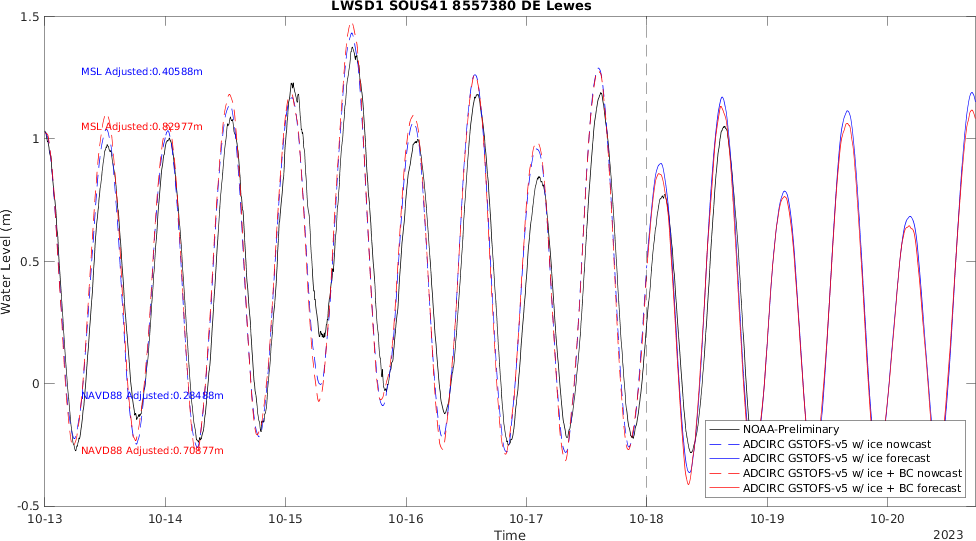 LWSD1 SOUS41 8557380 DE Lewes
1.5
MSL Adjusted:0.40588m
MSL Adjusted:0.82977m
1
Water Level (m)
0.5
0
NAVD88 Adjusted:0.28488m
NAVD88 Adjusted:0.70877m
NOAA-Preliminary
ADCIRC GSTOFS-v5 w/ ice nowcast
ADCIRC GSTOFS-v5 w/ ice forecast
ADCIRC GSTOFS-v5 w/ ice + BC nowcast
ADCIRC GSTOFS-v5 w/ ice + BC forecast
-0.5
10-13 10-14 10-15 10-16 10-17 10-18 10-19 10-20
Time
2023